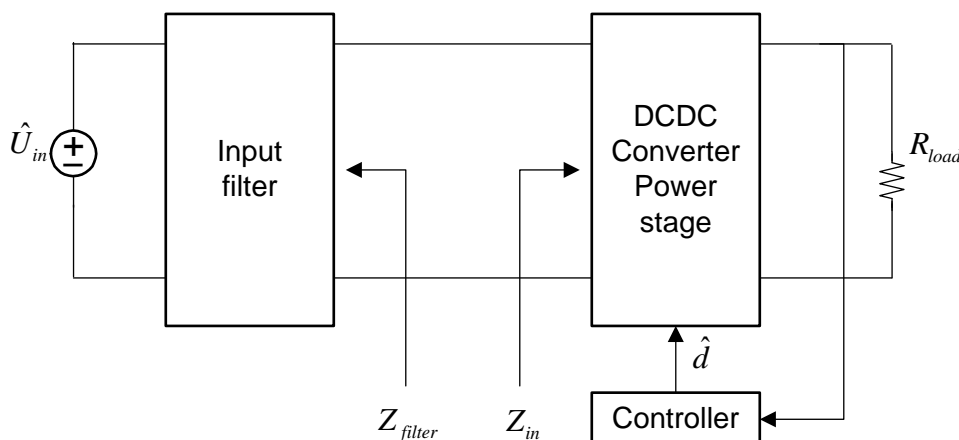 Û_in
Input
filter
DCDC
Converter
Power
stage
R_load
d̂
Z_filter
Z_in
Controller